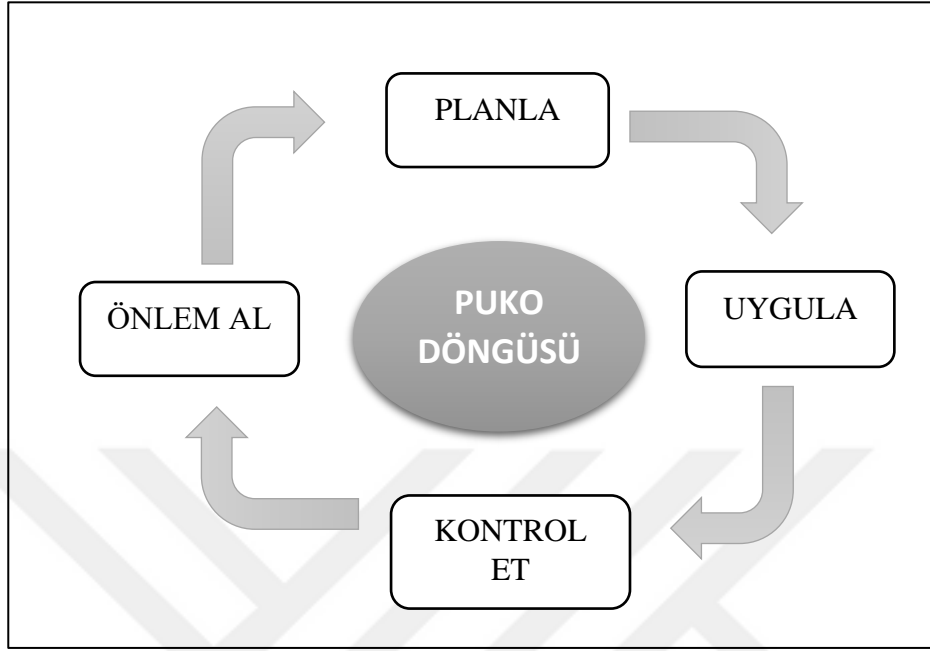 PLANLA
UYGULA
KONTROL
ET
ÖNLEM AL
PUKO
DÖNGÜSÜ